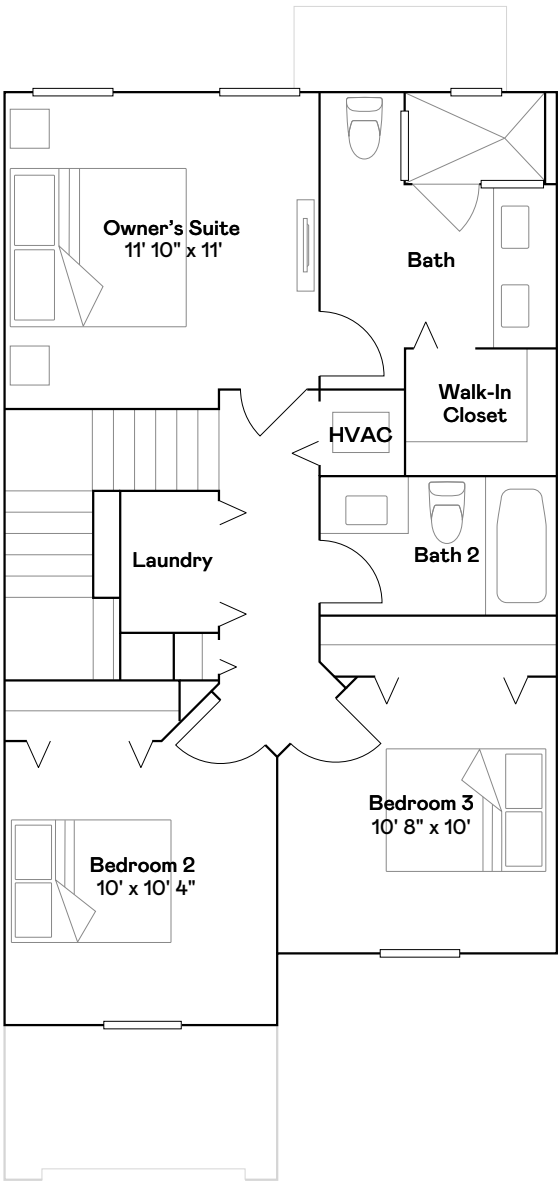 Owner's Suite
11' 10" x 11'
Bath
Walk-In
Closet
HVAC
Laundry
Bath 2
Bedroom 3
10' 8" x 10'
Bedroom 2
10' x 10' 4"